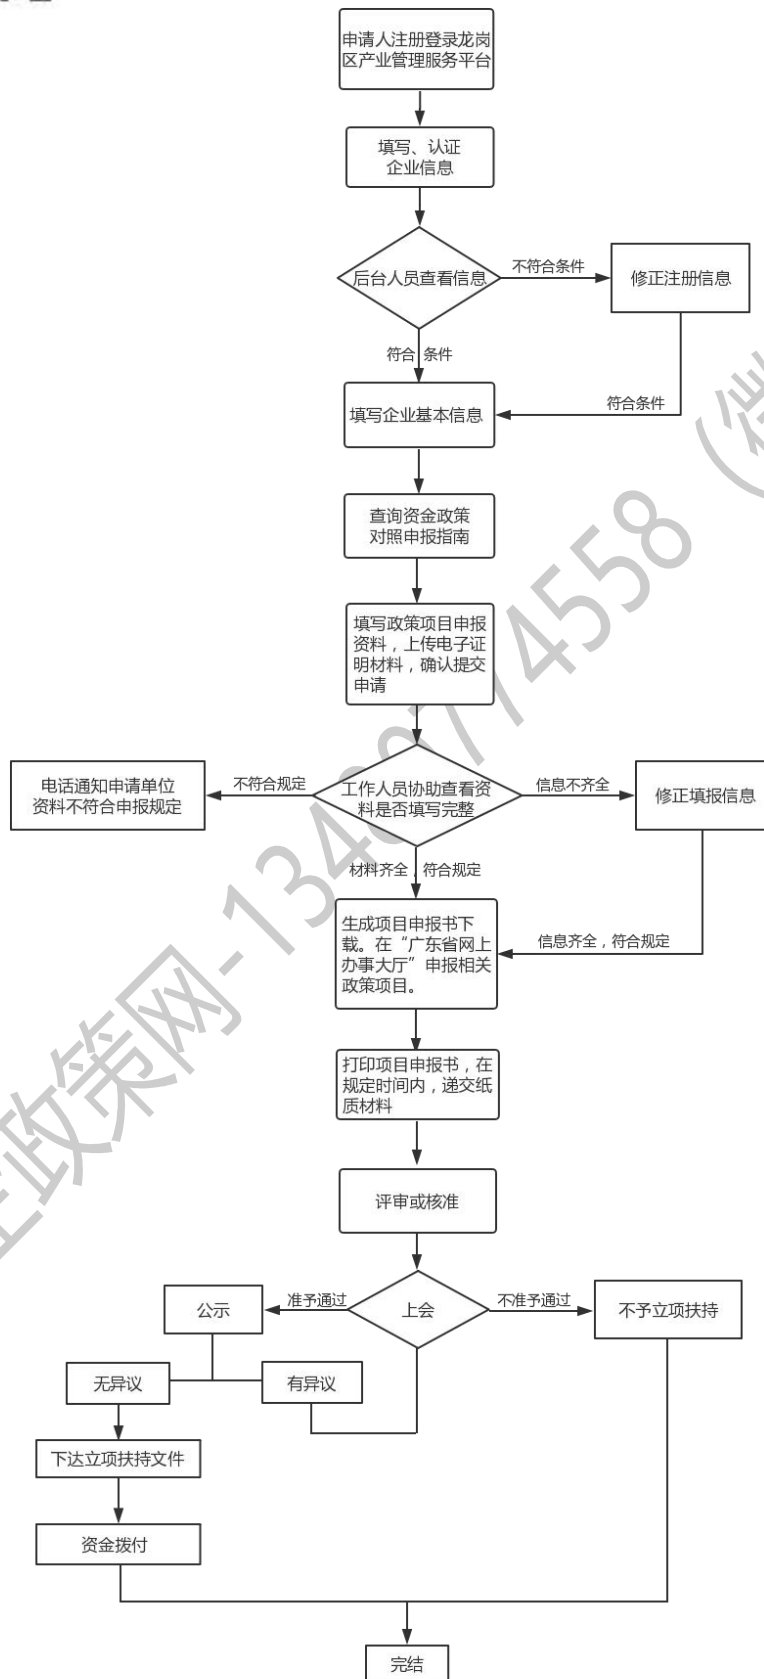 申请人注册登录龙岗
区产业管理服务平台
填写、认证
企业信息
后台人员查看信息
不符合条件
修正注册信息
符合 条件
填写企业基本信息
符合条件
查询资金政策
对照申报指南
填写政策项目申报
资料，上传电子证
明材料，确认提交
申请
电话通知申请单位
资料不符合申报规定
不符合规定
工作人员协助查看资
料是否填写完整
信息不齐全
修正填报信息
材料齐全，符合规定
生成项目申报书下
载。在“广东省网上
办事大厅”申报相关
政策项目。
信息齐全，符合规定
打印项目申报书，在
规定时间内，递交纸
质材料
评审或核准
公示
准予通过
上会
不准予通过
不予立项扶持
无异议
有异议
下达立项扶持文件
资金拨付
完结